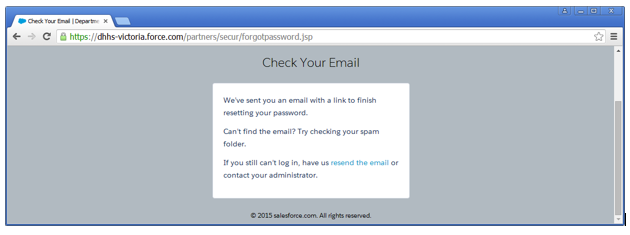 Check Your Email | Departme
https://dhhs-victoria.force.com/partners/secur/forgotpassword.jsp
Check Your Email
We've sent you an email with a link to finish
resetting your password.
Can't find the email? Try checking your spam
folder.
If you still can't log in, have us resend the email or
contact your administrator.
© 2015 salesforce.com. All rights reserved.